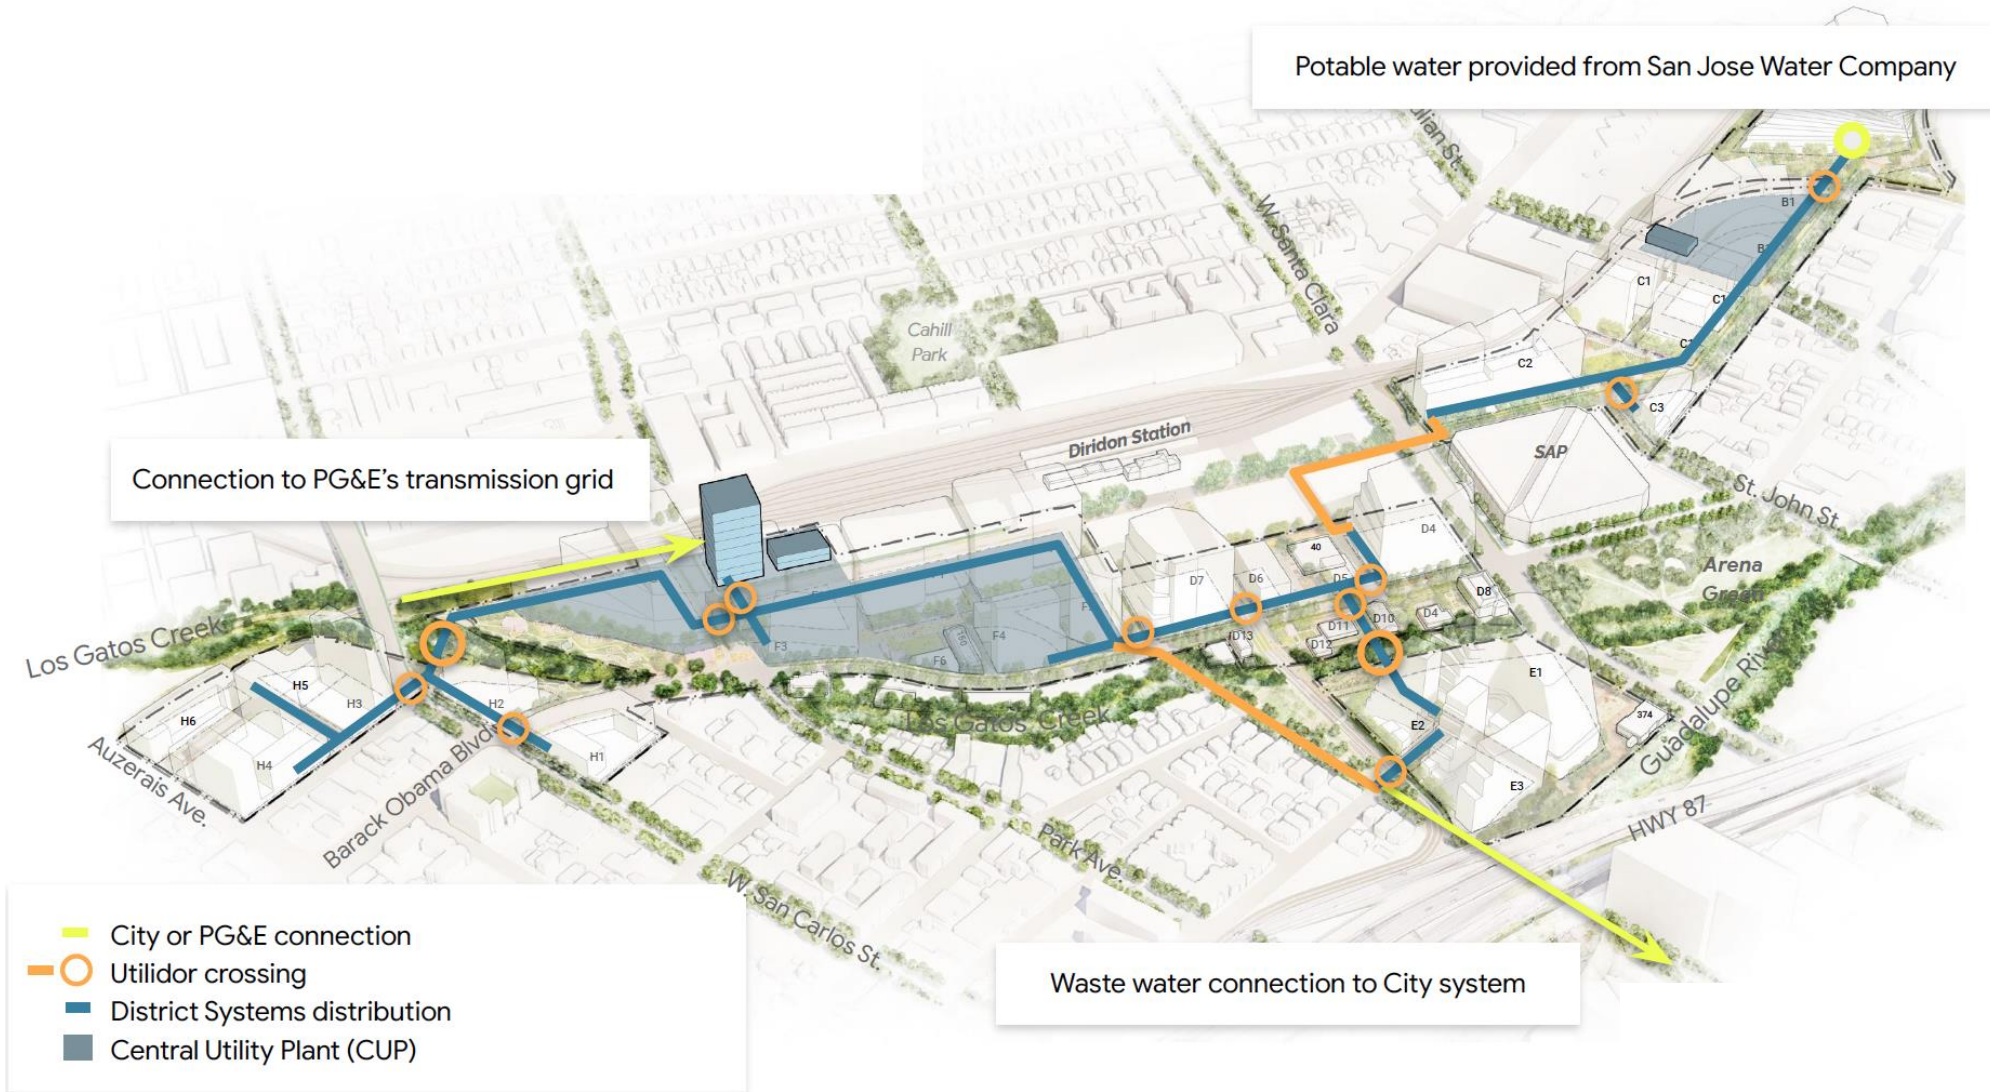 Potable water provided from San Jose Water Company
W Santa Clara
B1
C1
C1
Cahill
Park
C2
C3
Diridon Station
SAP
Connection to PG&E's transmission grid
St. John St.
D4
40
Arena
Green
D7
D6
D5
D8
Los Gatos Creek
D4
D10
D11
D13
D12
F3
F4
F6
160
E1
H5
H3
H6
H2
Los Gatos Creek
E2
374
Guadalupe River
H4
H1
Auzerais Ave.
Barack Obama Blvd
E3
HWY 87
Park Ave.
W. San Carlos St.
City or PG&E connection
Utilidor crossing
District Systems distribution
Central Utility Plant (CUP)
Waste water connection to City system